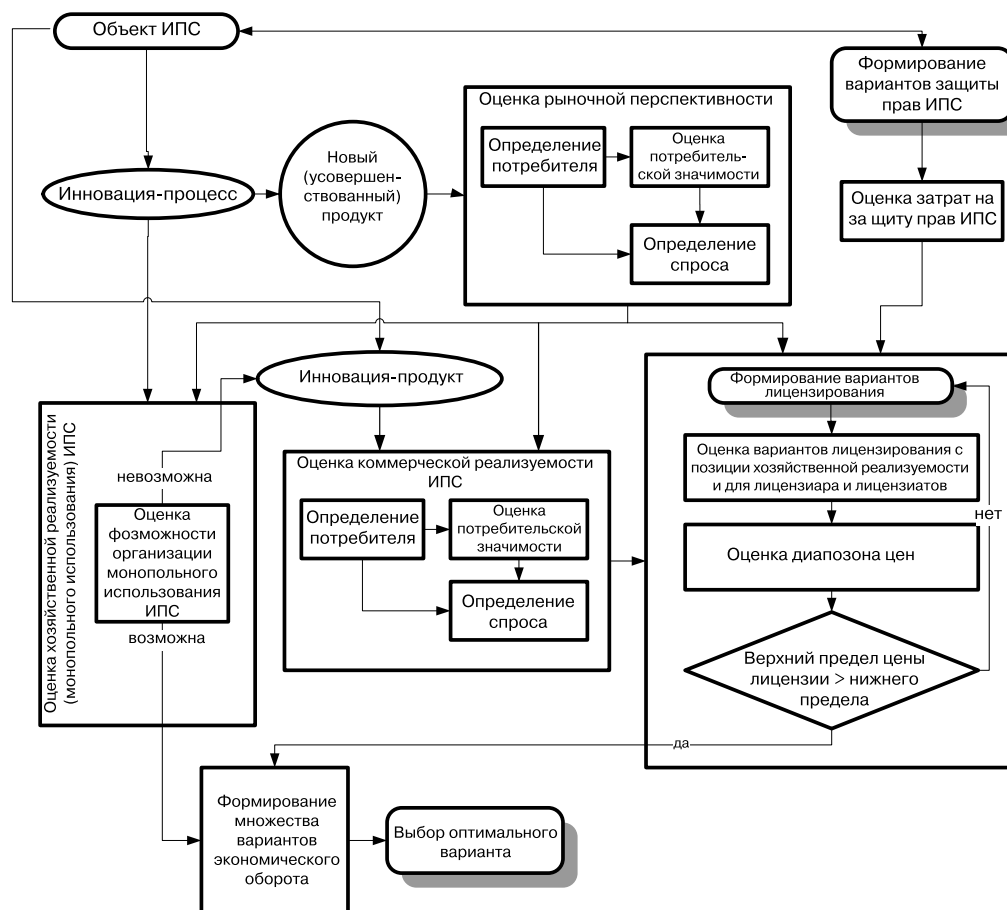 Объект ИПС
Формирование
вариантов защиты
прав ИПС
Оценка рыночной перспективности
Определение
потребителя
Оценка
потребитель-
ской значимости
Определение
спроса
Новый
(усовершен-
ствованный)
продукт
Инновация-процесс
Оценка затрат на
за щиту прав ИПС
Инновация-продукт
Формирование вариантов
лицензирования
Оценка вариантов лицензирования с
позиции хозяйственной реализуемости
и для лицензиара и лицензиатов
нет
Оценка диапозона цен
Верхний предел цены
лицензии > нижнего
предела
да
Оценка хозяйственной реализуемости
(монопольного использования) ИПС
невозможна
Оценка
фозможности
организации
монопольного
использования
ИПС
возможна
Оценка коммерческой реализуемости
ИПС
Определение
потребителя
Оценка
потребительской
значимости
Определение
спроса
Формирование
множества
вариантов
экономического
оборота
Выбор оптимального
варианта